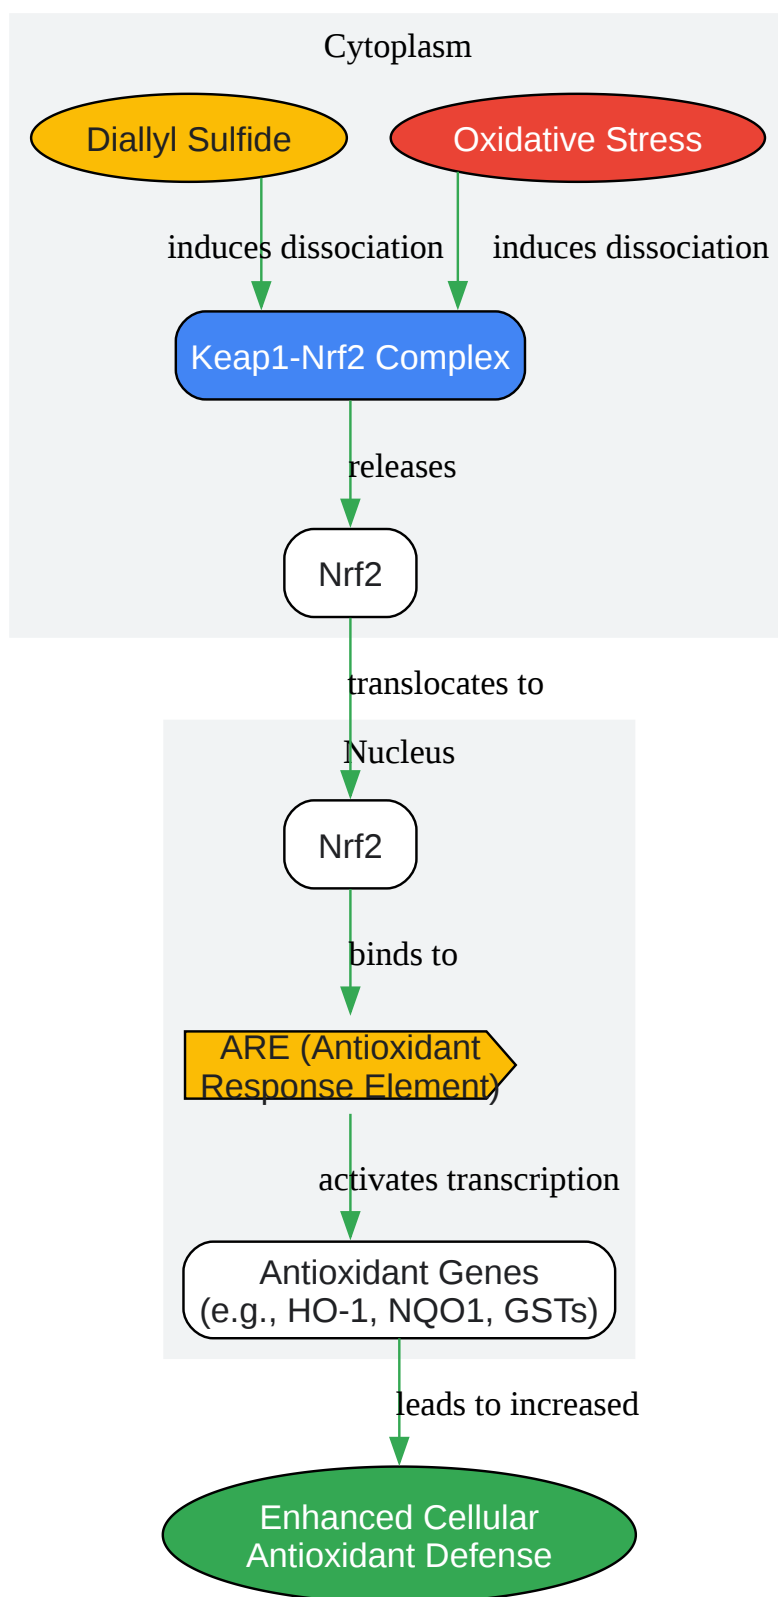 Cytoplasm
Diallyl Sulfide
Oxidative Stress
induces dissociation
induces dissociation
Keap1-Nrf2 Complex
releases
Nrf2
translocates to
Nucleus
Nrf2
binds to
ARE (Antioxidant
Response Element)
activates transcription
Antioxidant Genes
(e.g., HO-1, NQO1, GSTs)
leads to increased
Enhanced Cellular
Antioxidant Defense